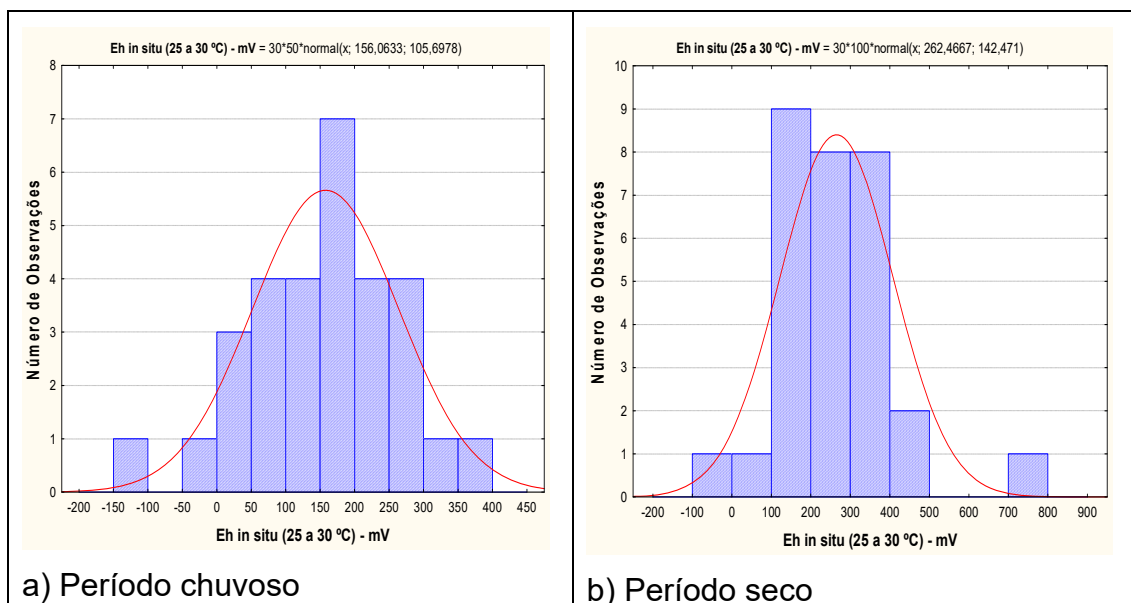 Eh in situ (25 a 30 ºC) - mV = 30*50*normal(x; 156,0633; 105,6978)
8
7
6
5
4
3
2
1
0
Número de Observações
-200 -150 -100 -50 0 50 100 150 200 250 300 350 400 450
Eh in situ (25 a 30 ºC) - mV
a) Período chuvoso
Eh in situ (25 a 30 ºC) - mV = 30*100*normal(x; 262,4667; 142,471)
10
9
8
7
6
5
4
3
2
1
0
Número de Observações
-200 -100 0 100 200 300 400 500 600 700 800 900
Eh in situ (25 a 30 ºC) - mV
b) Período seco